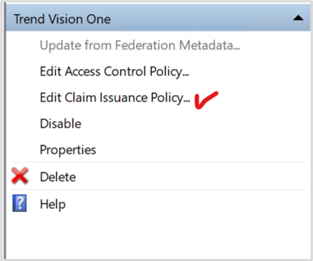 Trend Vision One
Update from Federation Metadata...
Edit Access Control Policy...
Edit Claim Issuance Policy...
Disable
Properties
Delete
? Help